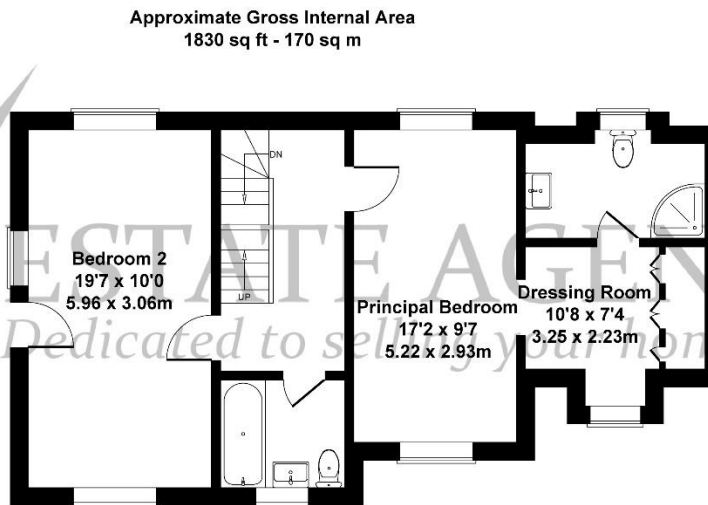 Approximate Gross Internal Area
1830 sq ft - 170 sq m
DN
UP
Bedroom 2
19'7 x 10'0
5.96 x 3.06m
Principal Bedroom
17'2 x 9'7
5.22 x 2.93m
Dressing Room
10'8 x 7'4
3.25 x 2.23m
ESTATE AGEN
Dedicated to selling your hom